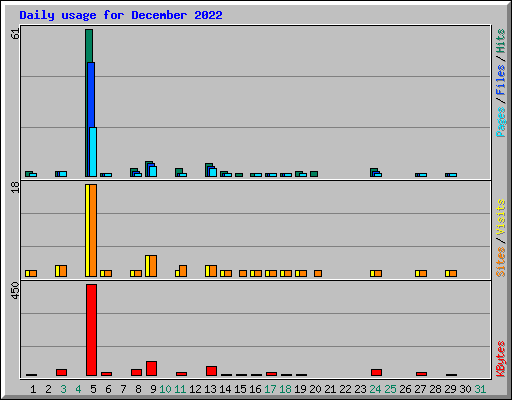 Daily usage for December 2022
61
Pages / Files / Hits
18
Sites / Visits
450
KBytes
1 2 3 4 5 6 7 8 9 10 11 12 13 14 15 16 17 18 19 20 21 22 23 24 25 26 27 28 29 30 31